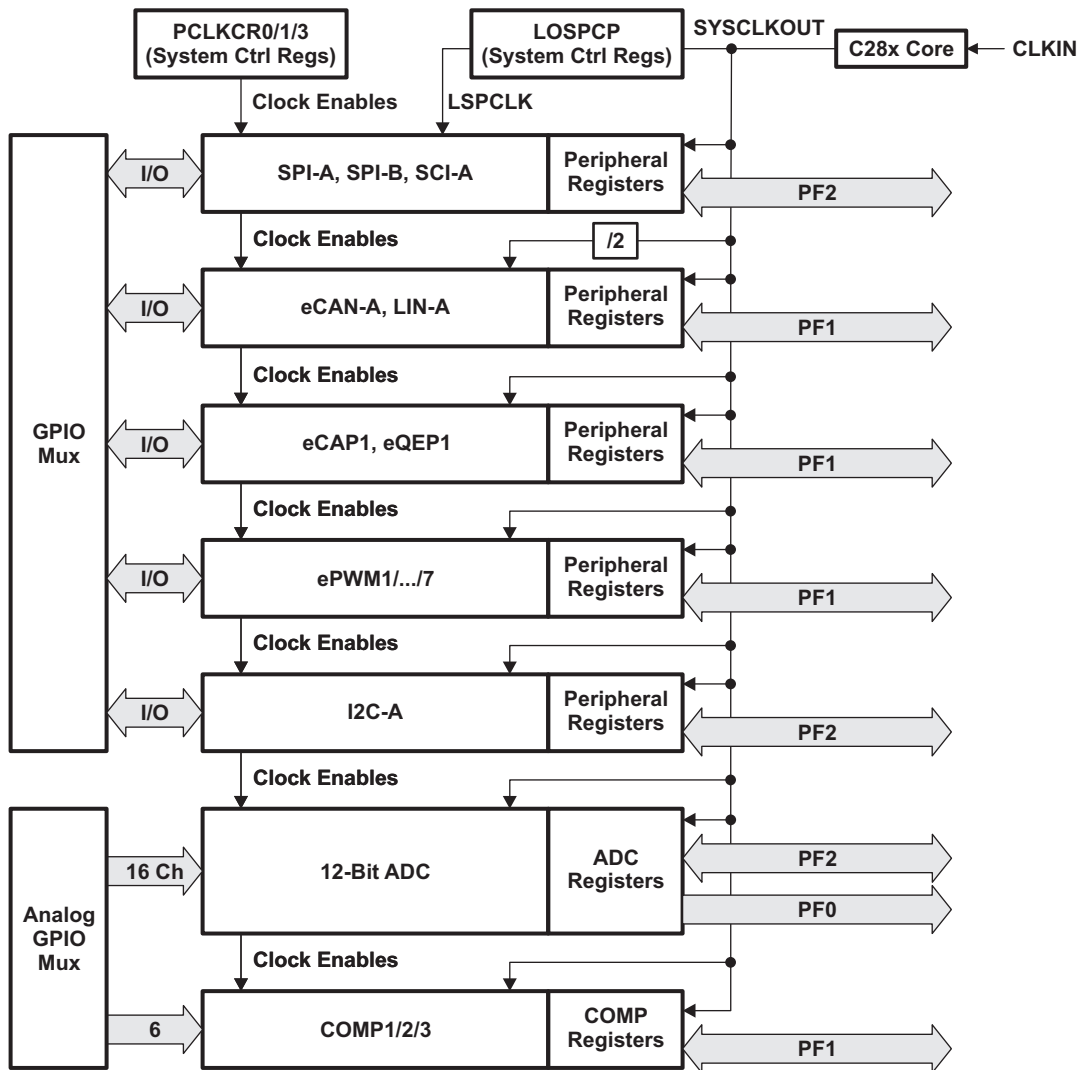 PCLKCR0/1/3
(System Ctrl Regs)
LOSPCP
(System Ctrl Regs)
SYSCLKOUT
C28x Core
CLKIN
Clock Enables
LSPCLK
I/O
SPI-A, SPI-B, SCI-A
Peripheral
Registers
PF2
Clock Enables
/2
I/O
eCAN-A, LIN-A
Peripheral
Registers
PF1
Clock Enables
GPIO
Mux
I/O
eCAP1, eQEP1
Peripheral
Registers
PF1
Clock Enables
I/O
ePWM1/.../7
Peripheral
Registers
PF1
Clock Enables
I/O
I2C-A
Peripheral
Registers
PF2
Clock Enables
16 Ch
12-Bit ADC
ADC
Registers
PF2
PF0
Analog
GPIO
Mux
Clock Enables
6
COMP1/2/3
COMP
Registers
PF1